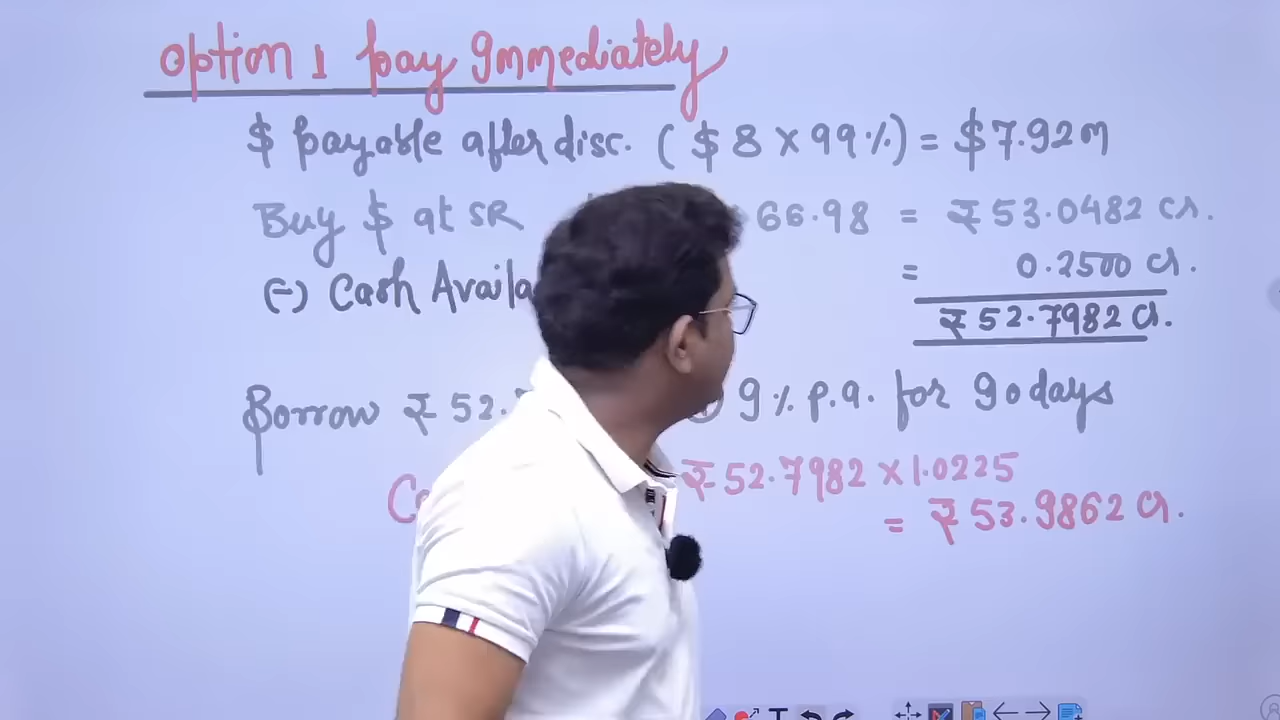 Option 1 Pay Immediately
$ Payable after disc. ($ 8 X 99%) = $7.92m
Buy $ at SR 66.98 = ₹53.0482 cr.
(-) Cash = 0.2500 cr.
₹52.7982 cr.
Borrow ₹ 52. 9% p.a. for 90 days
₹52.7982 X 1.0225
= ₹53.9862 cr.